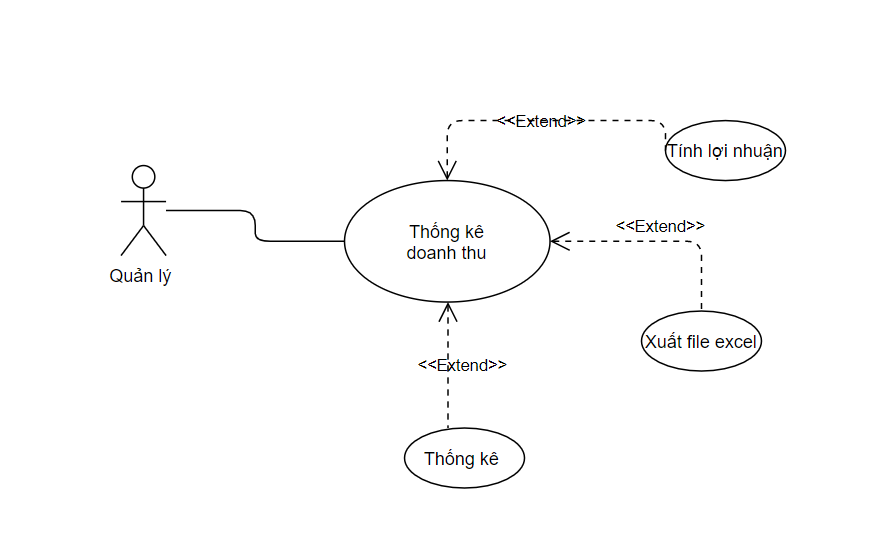 <<Extend>>
Tính lợi nhuận
<<Extend>>
Thống kê
doanh thu
Quản lý
Xuất file excel
<<Extend>>
Thống kê